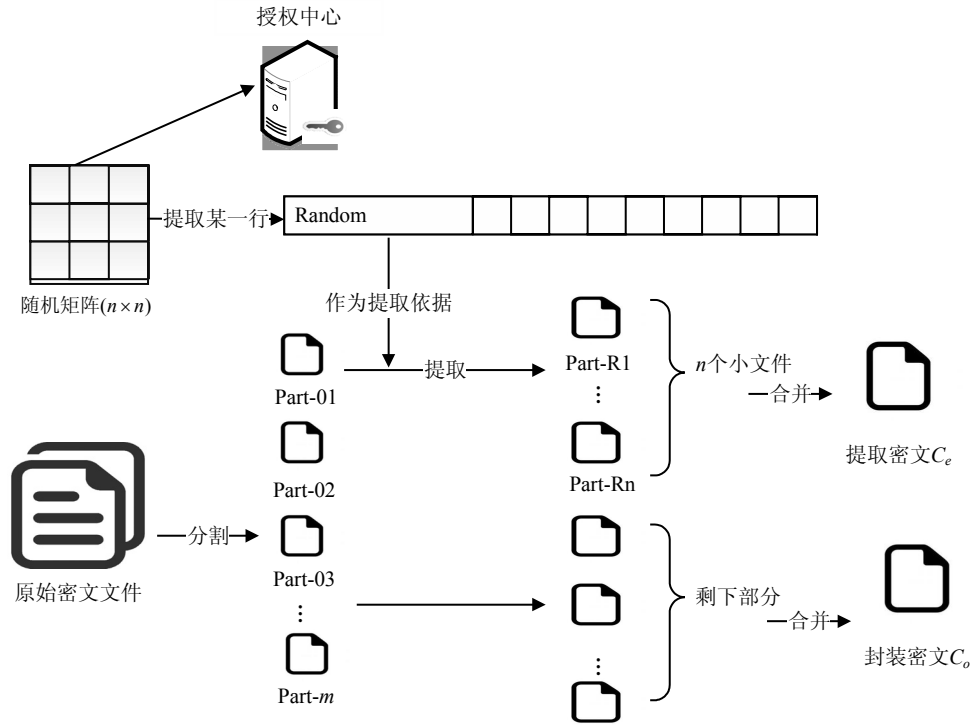 授权中心
提取某一行
Random
随机矩阵(n×n)
作为提取依据
Part-01
提取
Part-R1
⋮
n个小文件
合并
Part-02
Part-Rn
提取密文Ce
原始密文文件
分割
Part-03
⋮
Part-m
剩下部分
合并
⋮
封装密文Co